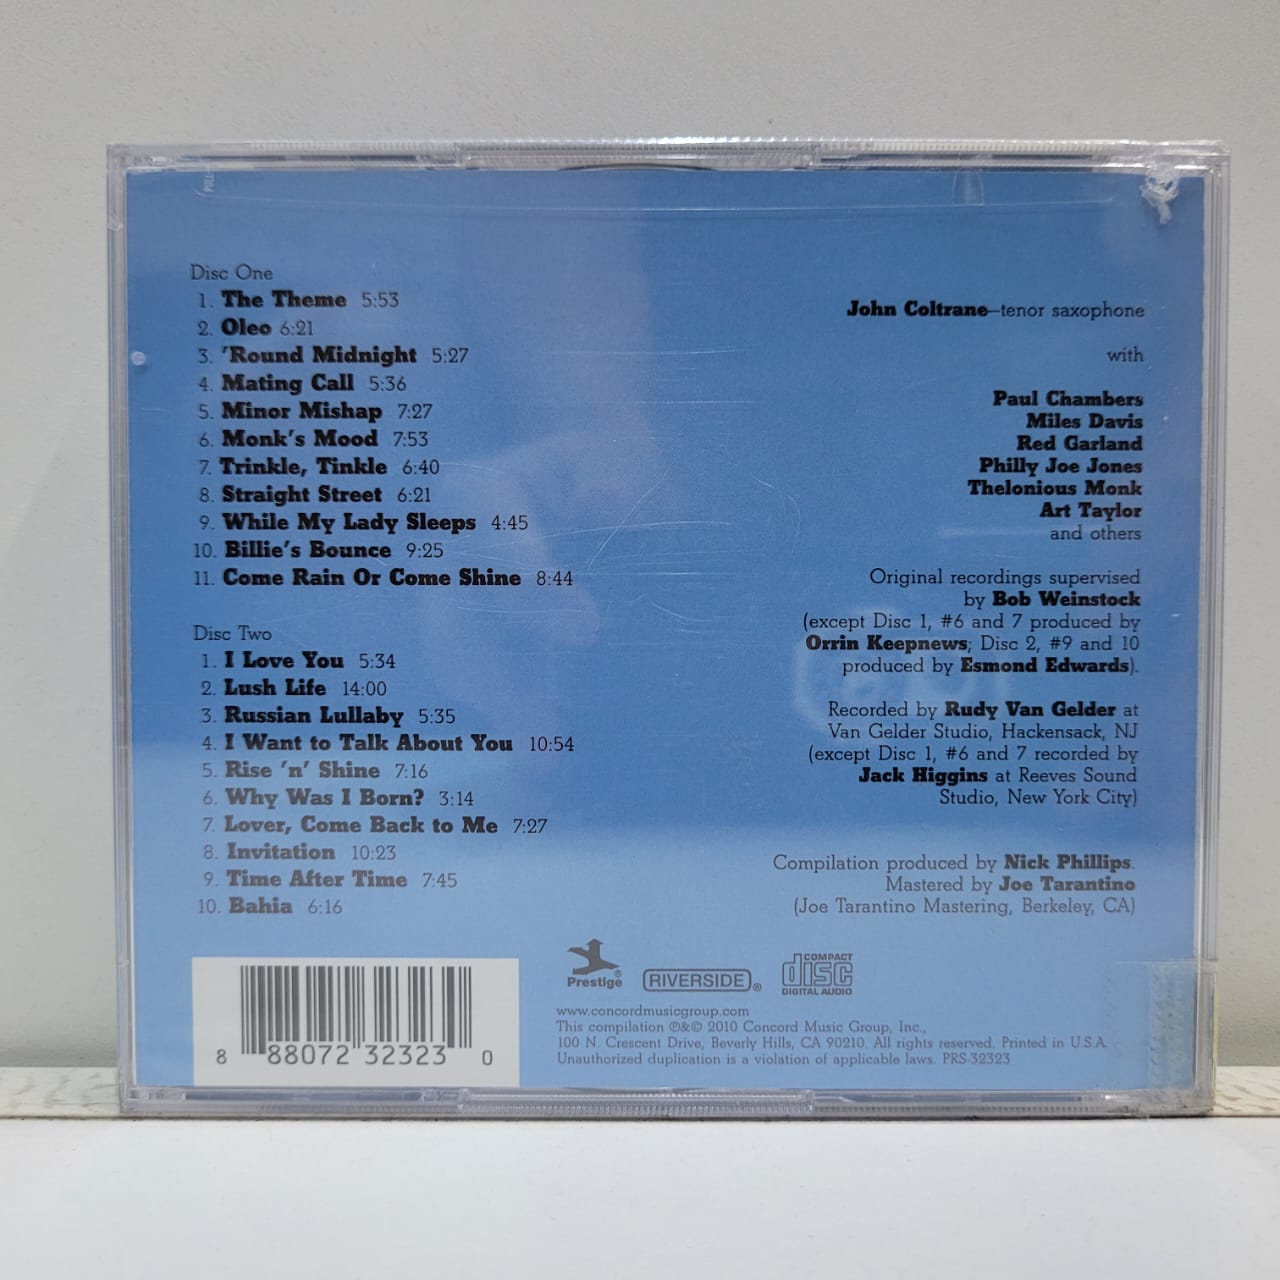 Disc One
1. The Theme 5:53
2. Oleo 6:21
3. ’Round Midnight 5:27
4. Mating Call 5:36
5. Minor Mishap 7:27
6. Monk’s Mood 7:53
7. Trinkle, Tinkle 6:40
8. Straight Street 6:21
9. While My Lady Sleeps 4:45
10. Billie’s Bounce 9:25
11. Come Rain Or Come Shine 8:44
Disc Two
1. I Love You 5:34
2. Lush Life 14:00
3. Russian Lullaby 5:35
4. I Want to Talk About You 10:54
5. Rise ’n’ Shine 7:16
6. Why Was I Born? 3:14
7. Lover, Come Back to Me 7:27
8. Invitation 10:23
9. Time After Time 7:45
10. Bahia 6:16
John Coltrane—tenor saxophone
with
Paul Chambers
Miles Davis
Red Garland
Philly Joe Jones
Thelonious Monk
Art Taylor
and others
Original recordings supervised
by Bob Weinstock
(except Disc 1, #6 and 7 produced by
Orrin Keepnews; Disc 2, #9 and 10
produced by Esmond Edwards).
Recorded by Rudy Van Gelder at
Van Gelder Studio, Hackensack, NJ
(except Disc 1, #6 and 7 recorded by
Jack Higgins at Reeves Sound
Studio, New York City)
Compilation produced by Nick Phillips.
Mastered by Joe Tarantino
(Joe Tarantino Mastering, Berkeley, CA)
8 88072 32323 0
Prestige®
RIVERSIDE®
COMPACT
disc
DIGITAL AUDIO
www.concordmusicgroup.com
This compilation ℗&© 2010 Concord Music Group, Inc.,
100 N. Crescent Drive, Beverly Hills, CA 90210. All rights reserved. Printed in U.S.A.
Unauthorized duplication is a violation of applicable laws. PRS-32323